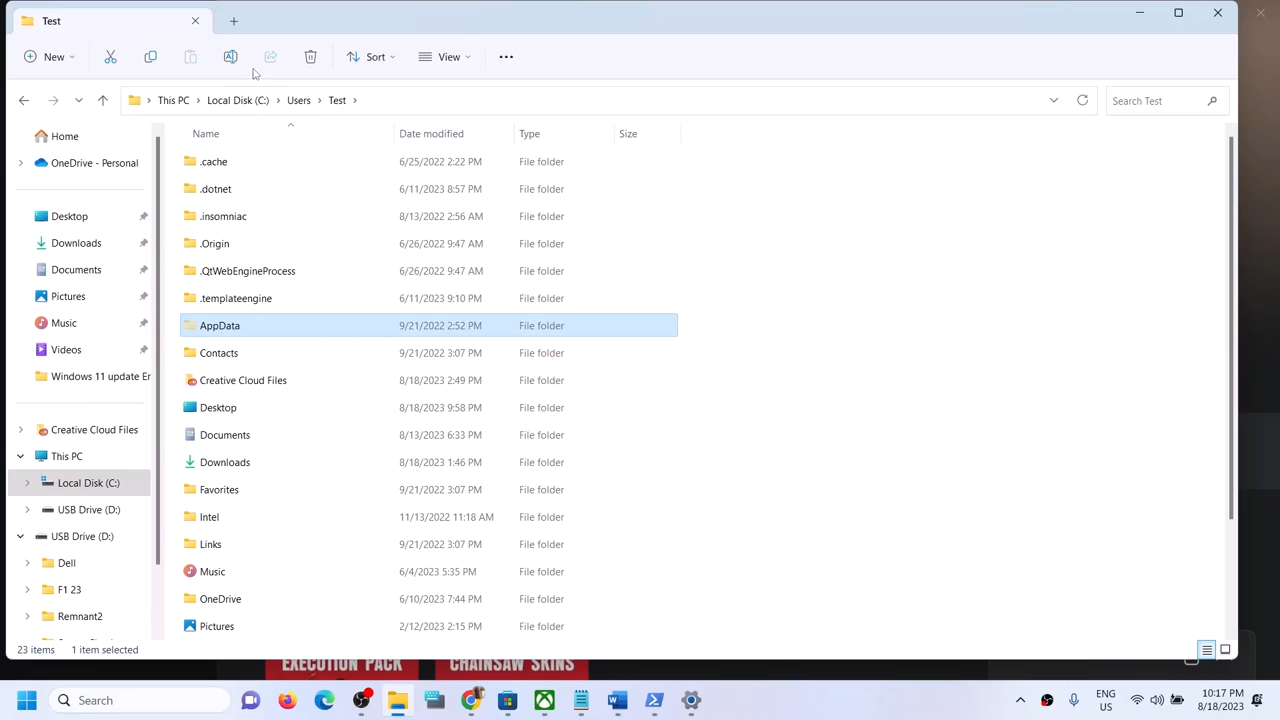 Test
New
Sort
View
This PC
Local Disk (C:)
Users
Test
Search Test
Name
Date modified
Type
Size
Home
OneDrive - Personal
Desktop
Downloads
Documents
Pictures
Music
Videos
Windows 11 update Er
Creative Cloud Files
This PC
Local Disk (C:)
USB Drive (D:)
USB Drive (D:)
Dell
F1 23
Remnant2
.cache 6/25/2022 2:22 PM File folder
.dotnet 6/11/2023 8:57 PM File folder
.insomniac 8/13/2022 2:56 AM File folder
.Origin 6/26/2022 9:47 AM File folder
.QtWebEngineProcess 6/26/2022 9:47 AM File folder
.templateengine 6/11/2023 9:10 PM File folder
AppData 9/21/2022 2:52 PM File folder
Contacts 9/21/2022 3:07 PM File folder
Creative Cloud Files 8/18/2023 2:49 PM File folder
Desktop 8/18/2023 9:58 PM File folder
Documents 8/13/2023 6:33 PM File folder
Downloads 8/18/2023 1:46 PM File folder
Favorites 9/21/2022 3:07 PM File folder
Intel 11/13/2022 11:18 AM File folder
Links 9/21/2022 3:07 PM File folder
Music 6/4/2023 5:35 PM File folder
OneDrive 6/10/2023 7:44 PM File folder
Pictures 2/12/2023 2:15 PM File folder
23 items
1 item selected
EXECUTION PACK
CHAINSAW SKINS
Search
ENG
US
10:17 PM
8/18/2023